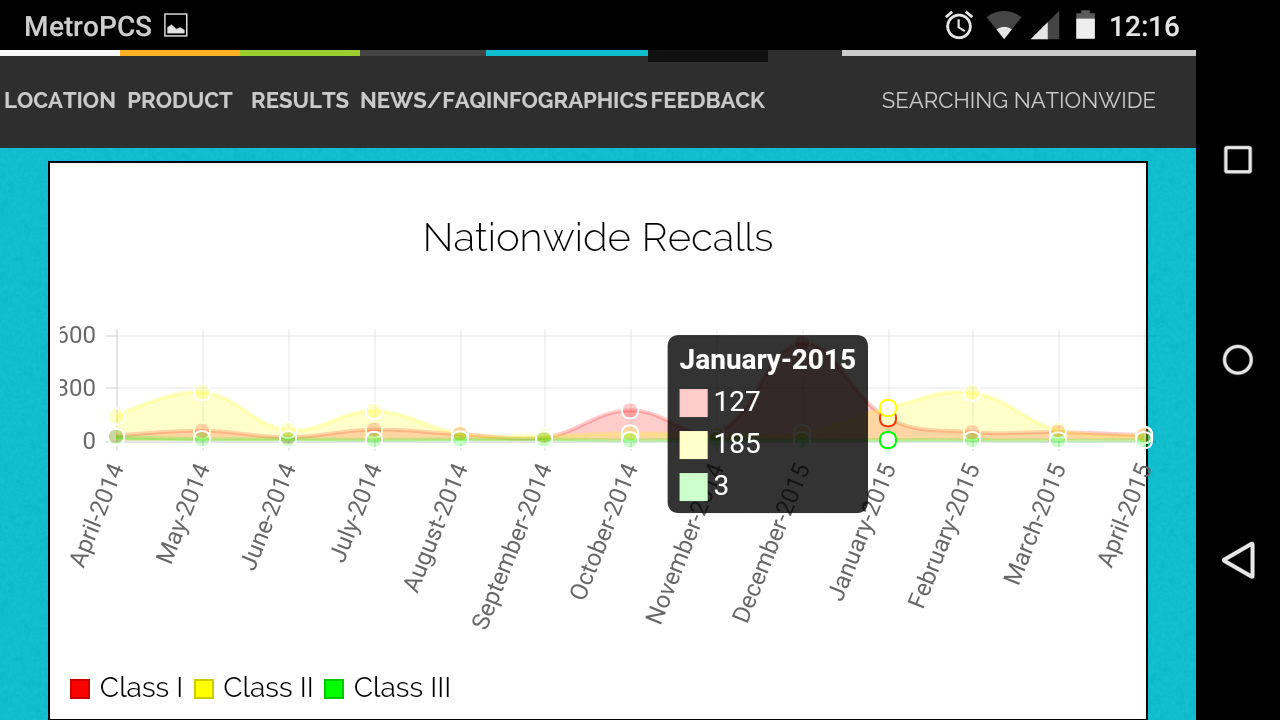 MetroPCS 12:16
LOCATION PRODUCT RESULTS NEWS/FAQ INFOGRAPHICS FEEDBACK SEARCHING NATIONWIDE
Nationwide Recalls
600
300
0
January-2015
127
185
3
April-2014 May-2014 June-2014 July-2014 August-2014 September-2014 October-2014 November-2014 December-2015 January-2015 February-2015 March-2015 April-2015
Class I Class II Class III